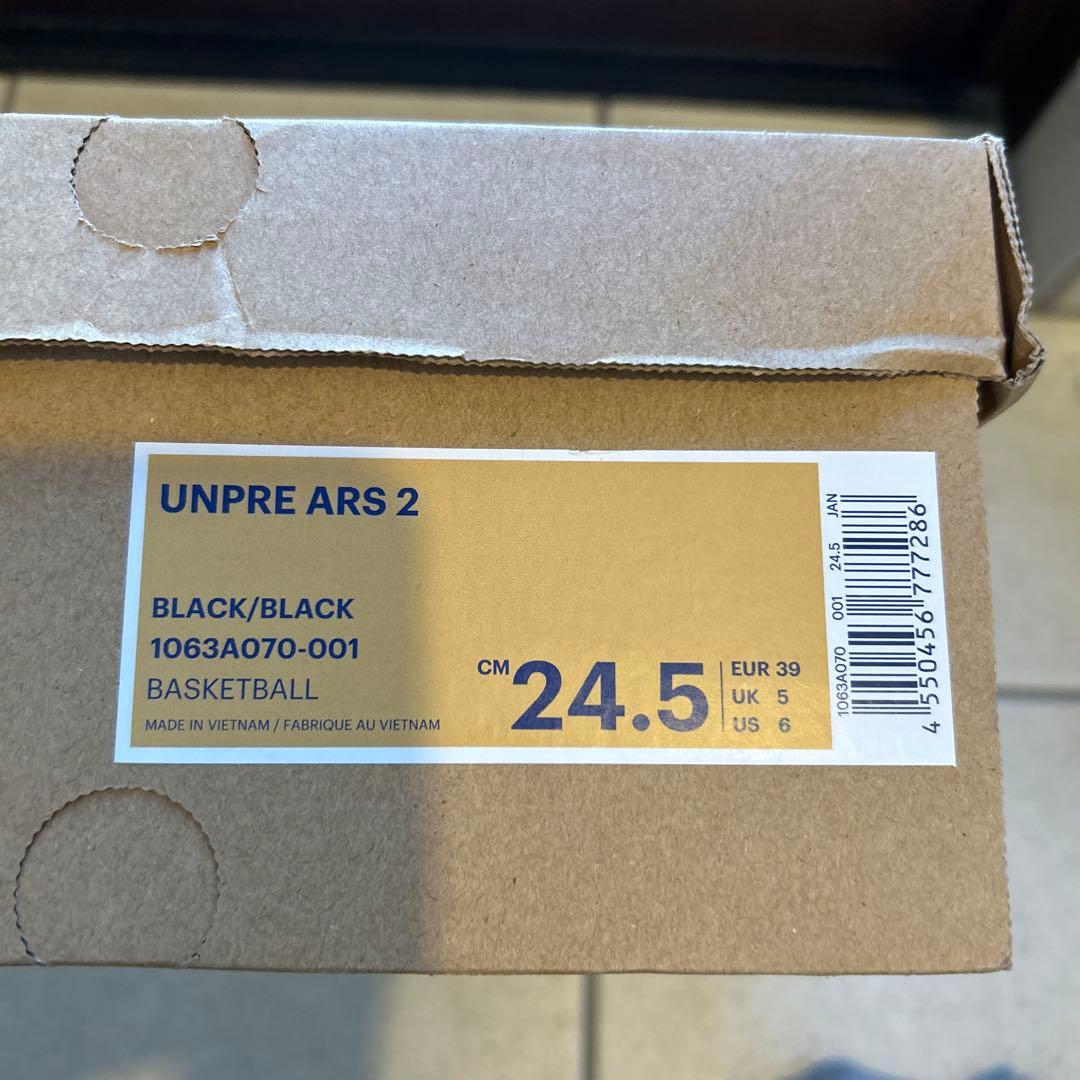 UNPRE ARS 2
BLACK/BLACK
1063A070-001
BASKETBALL
MADE IN VIETNAM / FABRIQUE AU VIETNAM
CM 24.5
EUR 39
UK 5
US 6
1063A070 001 24.5 JAN
4 550456 777286